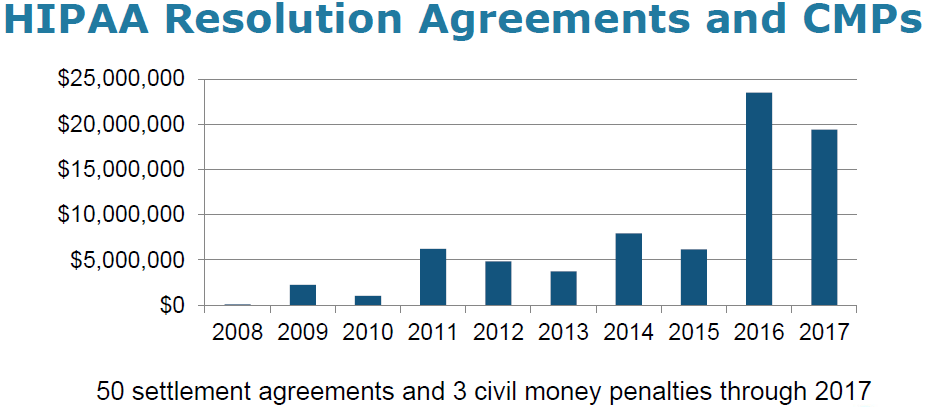 HIPAA Resolution Agreements and CMPs
$25,000,000
$20,000,000
$15,000,000
$10,000,000
$5,000,000
$0
2008 2009 2010 2011 2012 2013 2014 2015 2016 2017
50 settlement agreements and 3 civil money penalties through 2017